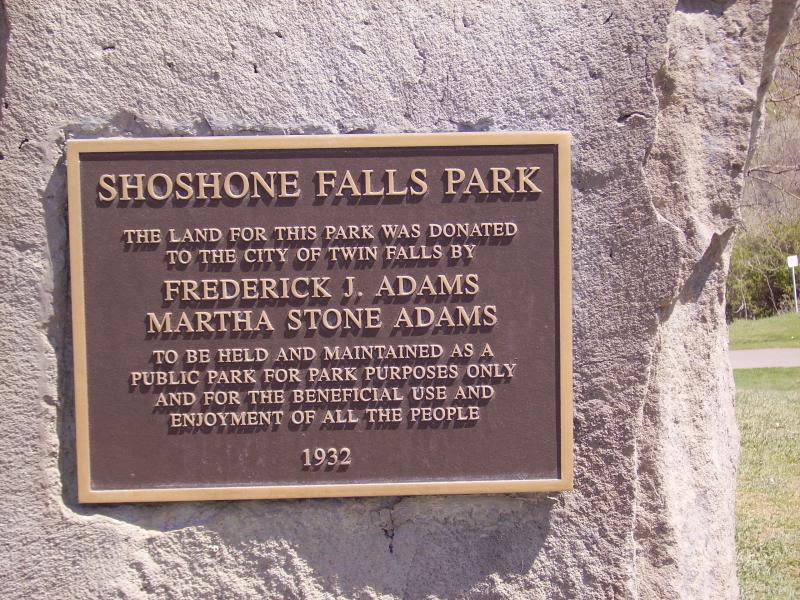 SHOSHONE FALLS PARK
THE LAND FOR THIS PARK WAS DONATED
TO THE CITY OF TWIN FALLS BY
FREDERICK J. ADAMS
MARTHA STONE ADAMS
TO BE HELD AND MAINTAINED AS A
PUBLIC PARK FOR PARK PURPOSES ONLY
AND FOR THE BENEFICIAL USE AND
ENJOYMENT OF ALL THE PEOPLE
1932